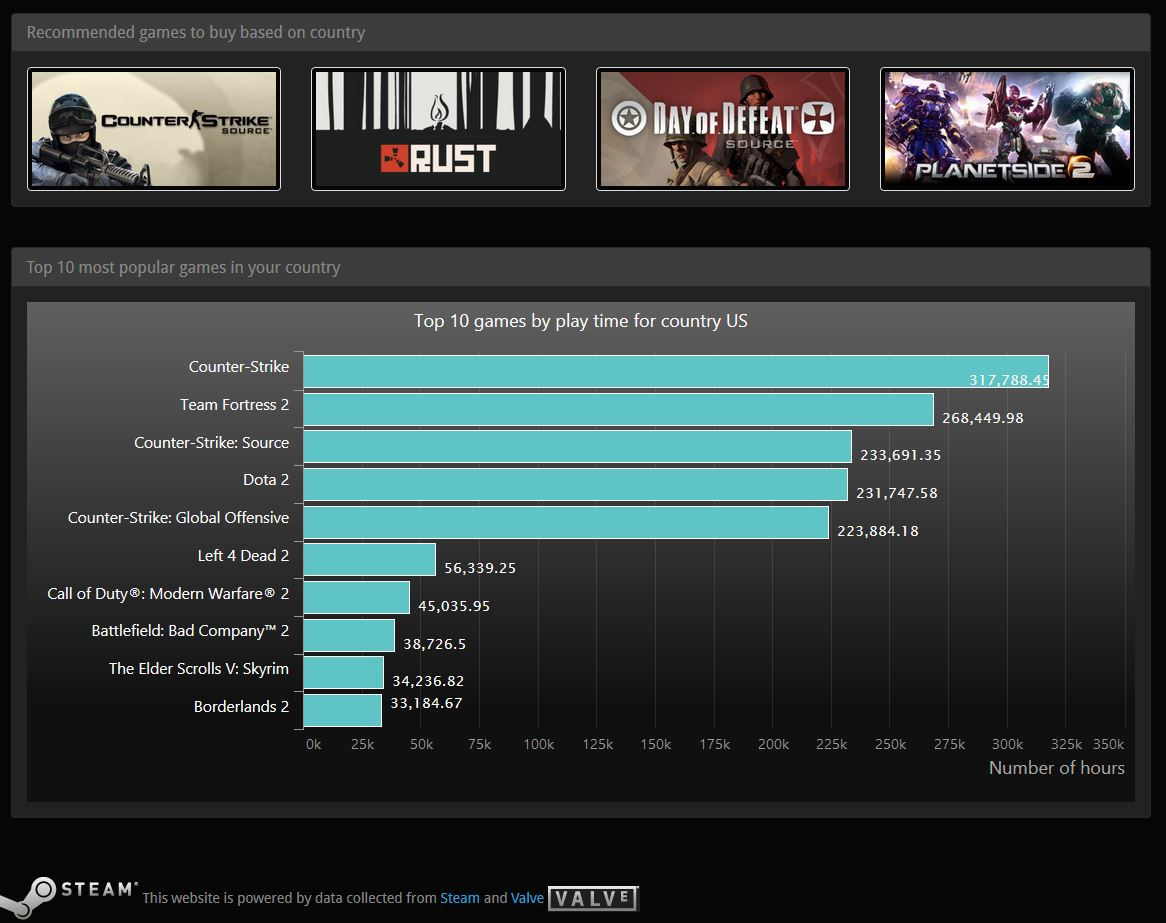 Recommended games to buy based on country
COUNTER STRIKE
SOURCE
RUST
DAY OF DEFEAT
SOURCE
PLANETSIDE 2
Top 10 most popular games in your country
Top 10 games by play time for country US
Counter-Strike 317,788.45
Team Fortress 2 268,449.98
Counter-Strike: Source 233,691.35
Dota 2 231,747.58
Counter-Strike: Global Offensive 223,884.18
Left 4 Dead 2 56,339.25
Call of Duty®: Modern Warfare® 2 45,035.95
Battlefield: Bad Company™ 2 38,726.5
The Elder Scrolls V: Skyrim 34,236.82
Borderlands 2 33,184.67
0k 25k 50k 75k 100k 125k 150k 175k 200k 225k 250k 275k 300k 325k 350k
Number of hours
STEAM This website is powered by data collected from Steam and Valve VALVE